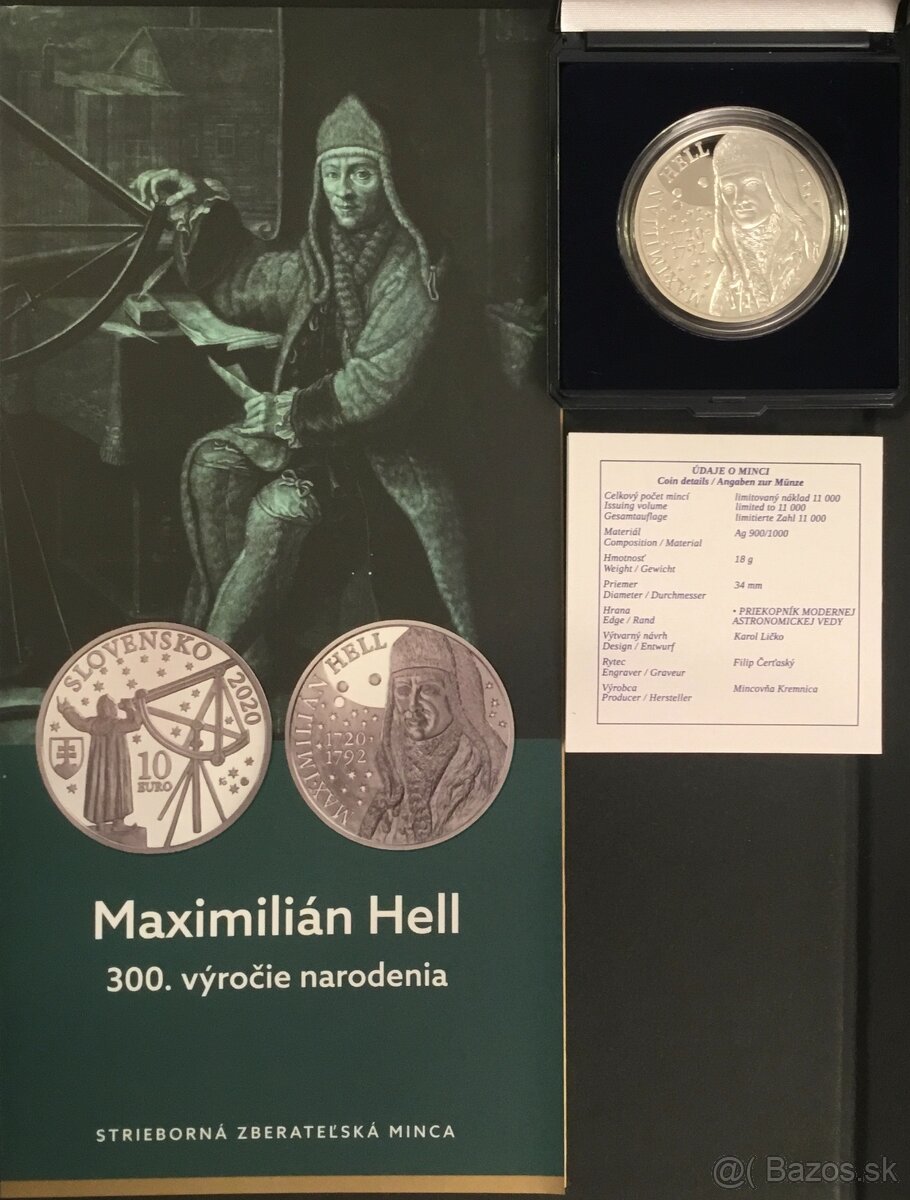 MAXIMILIÁN HELL
ÚDAJE O MINCI
Coin details / Angaben zur Münze
Celkový počet mincí
Issuing volume
Gesamtauflage
limitovaný náklad 11 000
limited to 11 000
limitierte Zahl 11 000
Materiál
Composition / Material
Ag 900/1000
Hmotnosť
Weight / Gewicht
18 g
Priemer
Diameter / Durchmesser
34 mm
Hrana
Edge / Rand
• PRIEKOPNÍK MODERNEJ
ASTRONOMICKEJ VEDY
Výtvarný návrh
Design / Entwurf
Karol Ličko
Rytec
Engraver / Graveur
Filip Čerťaský
Výrobca
Producer / Hersteller
Mincovňa Kremnica
SLOVENSKO
2020
10
EURO
MAXIMILIÁN HELL
1720
1792
Maximilián Hell
300. výročie narodenia
STRIEBORNÁ ZBERATEĽSKÁ MINCA
@( Bazos.sk